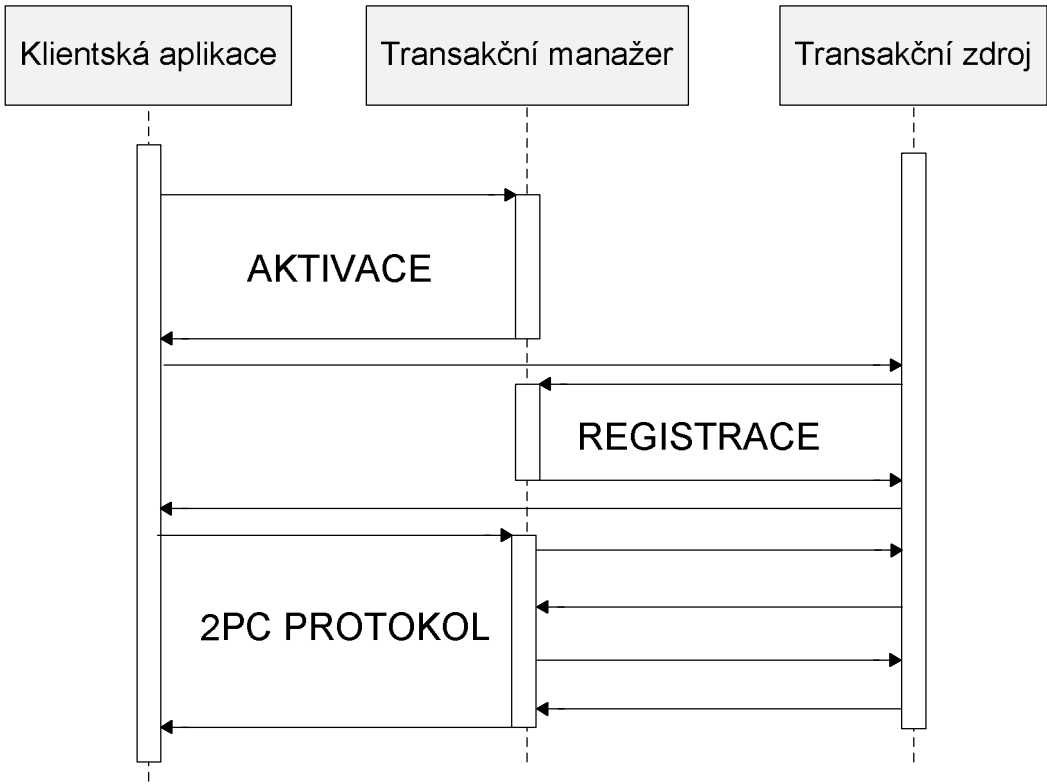 Klientská aplikace
Transakční manažer
Transakční zdroj
AKTIVACE
REGISTRACE
2PC PROTOKOL